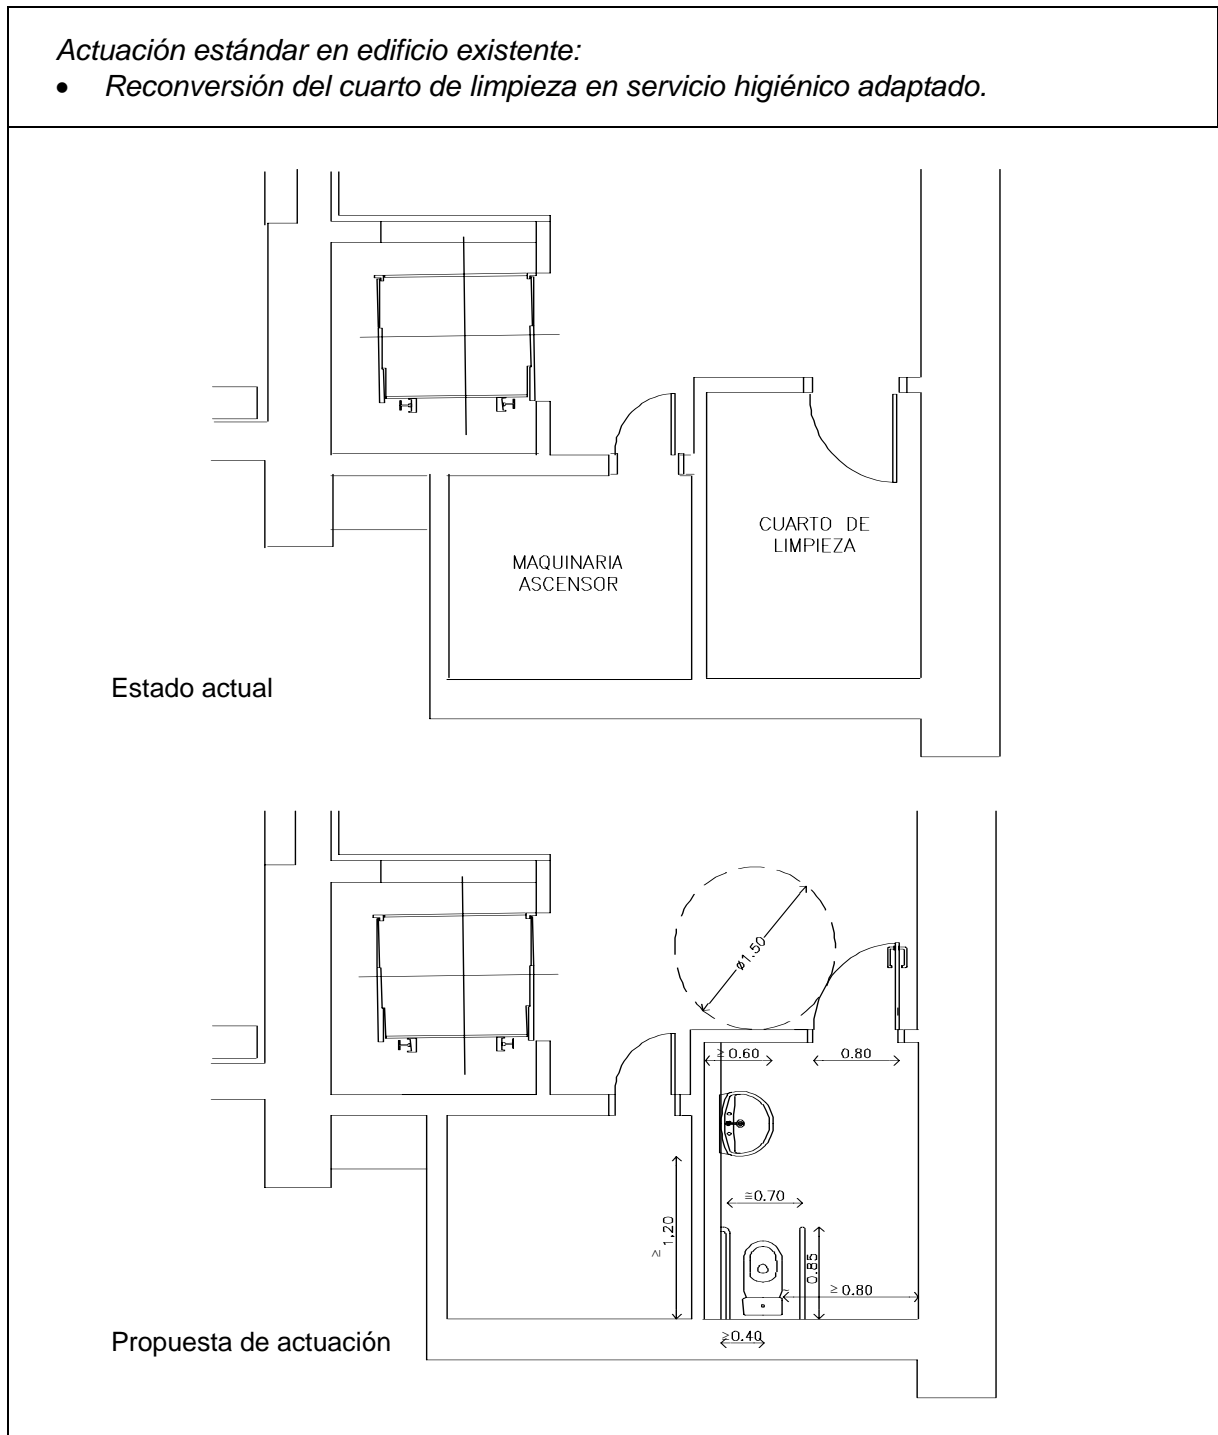 Actuación estándar en edificio existente:
• Reconversión del cuarto de limpieza en servicio higiénico adaptado.
CUARTO DE
LIMPIEZA
MAQUINARIA
ASCENSOR
Estado actual
ø1.50
≥0.60
0.80
≅0.70
≥1.20
0.85
≥0.80
≥0.40
Propuesta de actuación